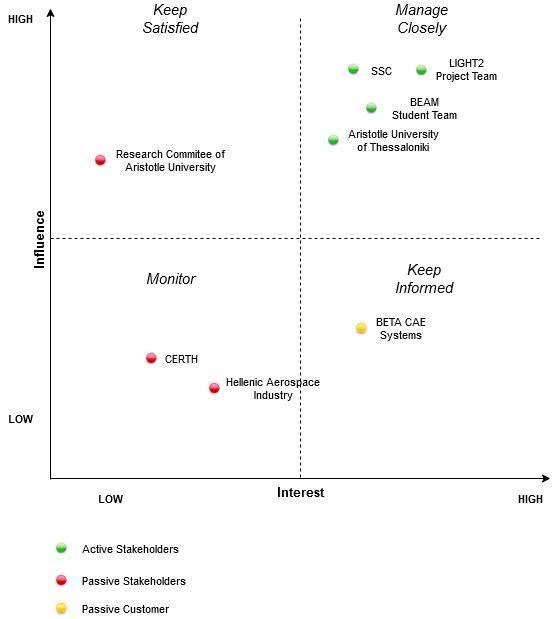 HIGH
Keep
Satisfied
Manage
Closely
SSC
LIGHT2
Project Team
BEAM
Student Team
Aristotle University
of Thessaloniki
Research Commitee of
Aristotle University
Influence
Monitor
Keep
Informed
BETA CAE
Systems
CERTH
Hellenic Aerospace
Industry
LOW
LOW
Interest
HIGH
Active Stakeholders
Passive Stakeholders
Passive Customer